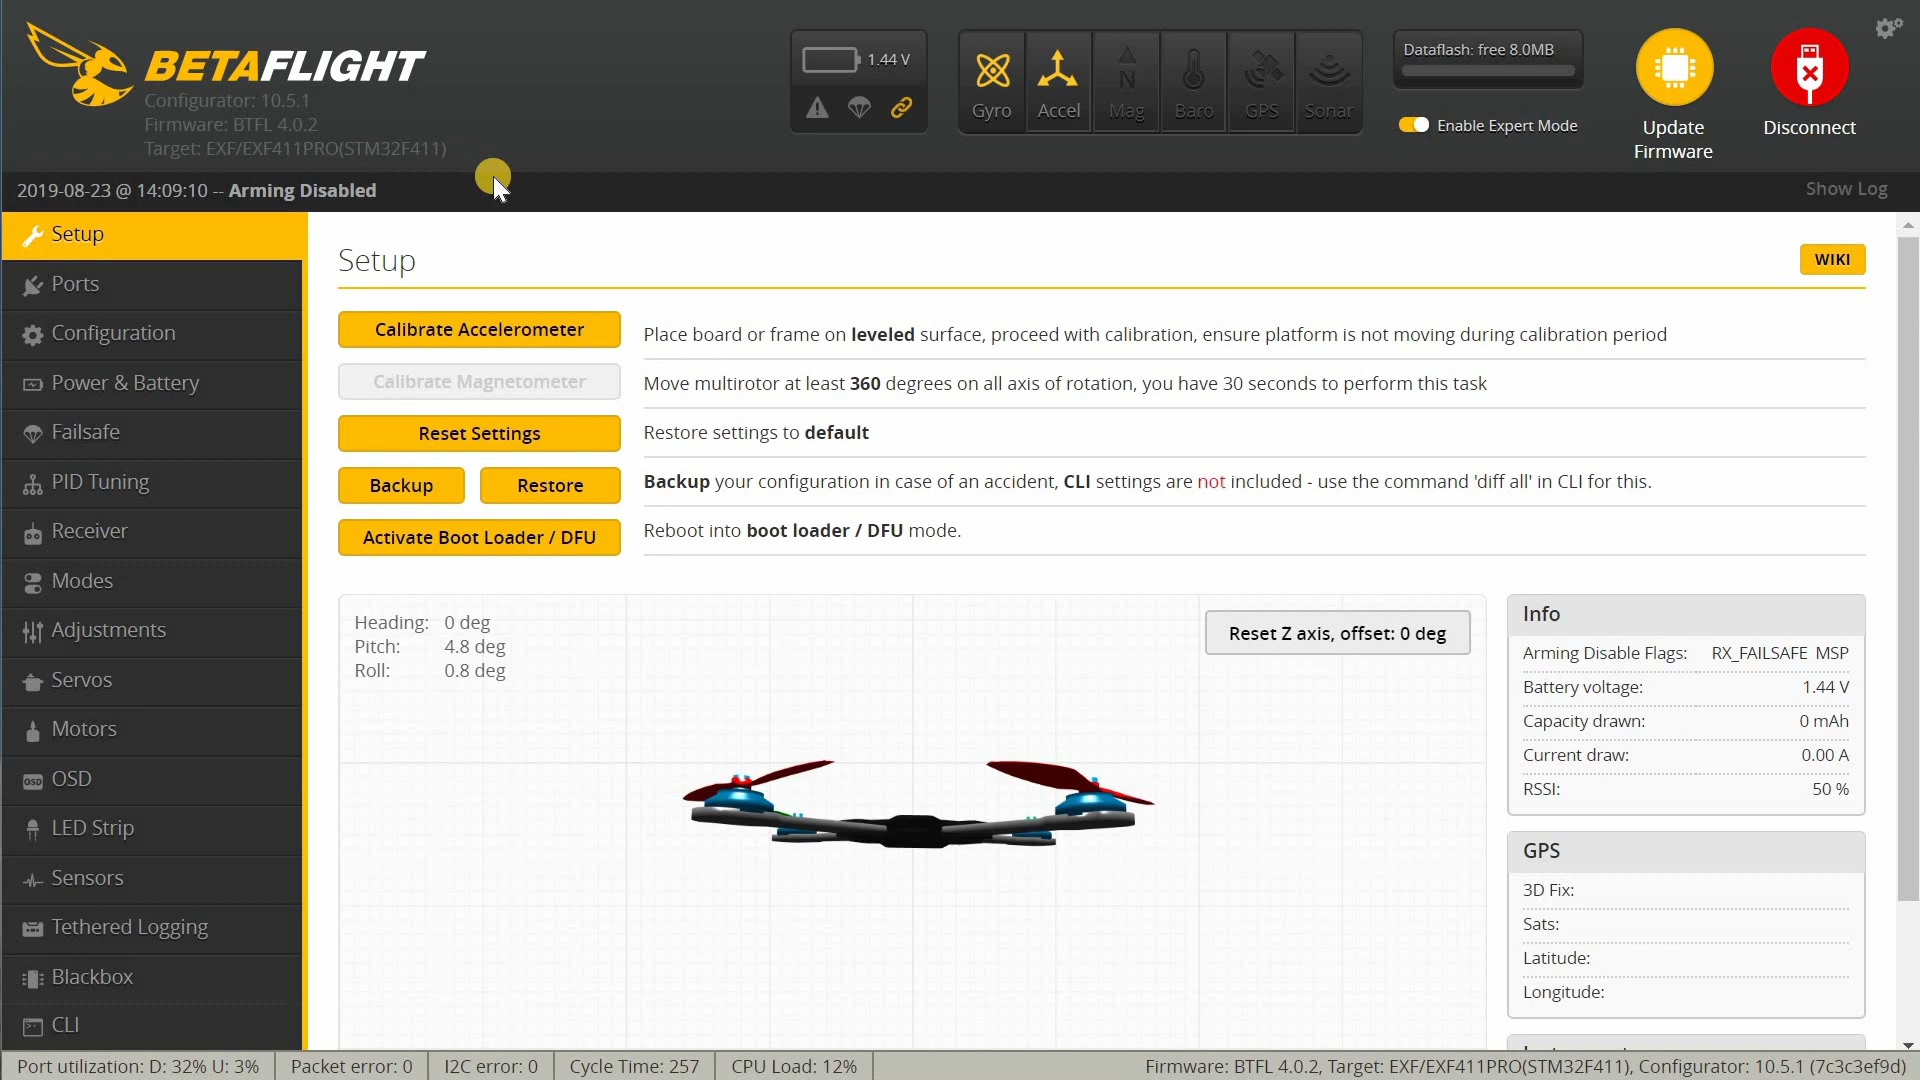 BETAFLIGHT
Configurator: 10.5.1
Firmware: BTFL 4.0.2
Target: EXF/EXF411PRO(STM32F411)
1.44 V
Gyro
Accel
N
Mag
Baro
GPS
Sonar
Dataflash: free 8.0MB
Enable Expert Mode
Update
Firmware
Disconnect
2019-08-23 @ 14:09:10 -- Arming Disabled
Show Log
Setup
Ports
Configuration
Power & Battery
Failsafe
PID Tuning
Receiver
Modes
Adjustments
Servos
Motors
OSD OSD
LED Strip
Sensors
Tethered Logging
Blackbox
CLI
Setup
WIKI
Calibrate Accelerometer
Place board or frame on leveled surface, proceed with calibration, ensure platform is not moving during calibration period
Calibrate Magnetometer
Move multirotor at least 360 degrees on all axis of rotation, you have 30 seconds to perform this task
Reset Settings
Restore settings to default
Backup
Restore
Backup your configuration in case of an accident, CLI settings are not included - use the command 'diff all' in CLI for this.
Activate Boot Loader / DFU
Reboot into boot loader / DFU mode.
Heading: 0 deg
Pitch: 4.8 deg
Roll: 0.8 deg
Reset Z axis, offset: 0 deg
Info
Arming Disable Flags: RX_FAILSAFE MSP
Battery voltage: 1.44 V
Capacity drawn: 0 mAh
Current draw: 0.00 A
RSSI: 50 %
GPS
3D Fix:
Sats:
Latitude:
Longitude:
Port utilization: D: 32% U: 3%
Packet error: 0
I2C error: 0
Cycle Time: 257
CPU Load: 12%
Firmware: BTFL 4.0.2, Target: EXF/EXF411PRO(STM32F411), Configurator: 10.5.1 (7c3c3ef9d)